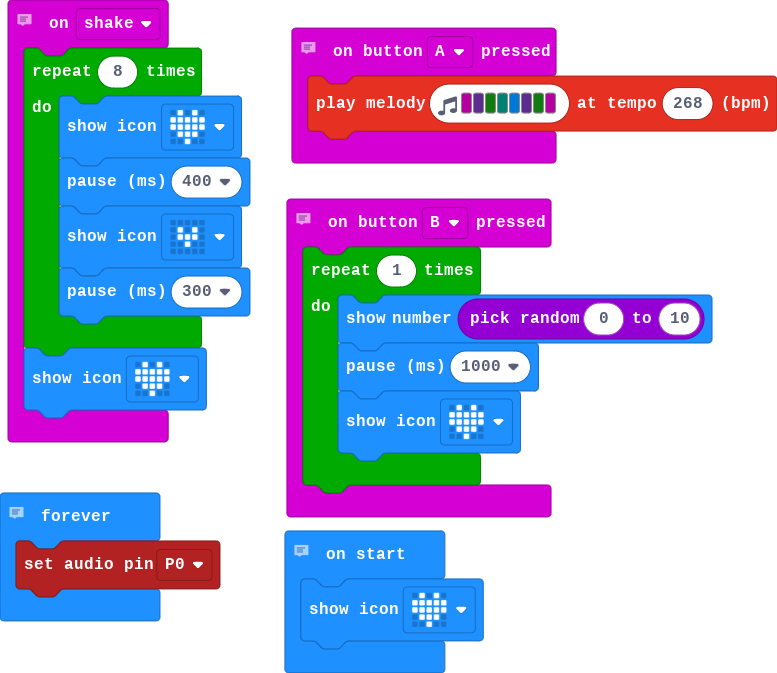 on shake
repeat 8 times
do
show icon
pause (ms) 400
show icon
pause (ms) 300
show icon
on button A pressed
play melody at tempo 268 (bpm)
on button B pressed
repeat 1 times
do
show number pick random 0 to 10
pause (ms) 1000
show icon
forever
set audio pin P0
on start
show icon